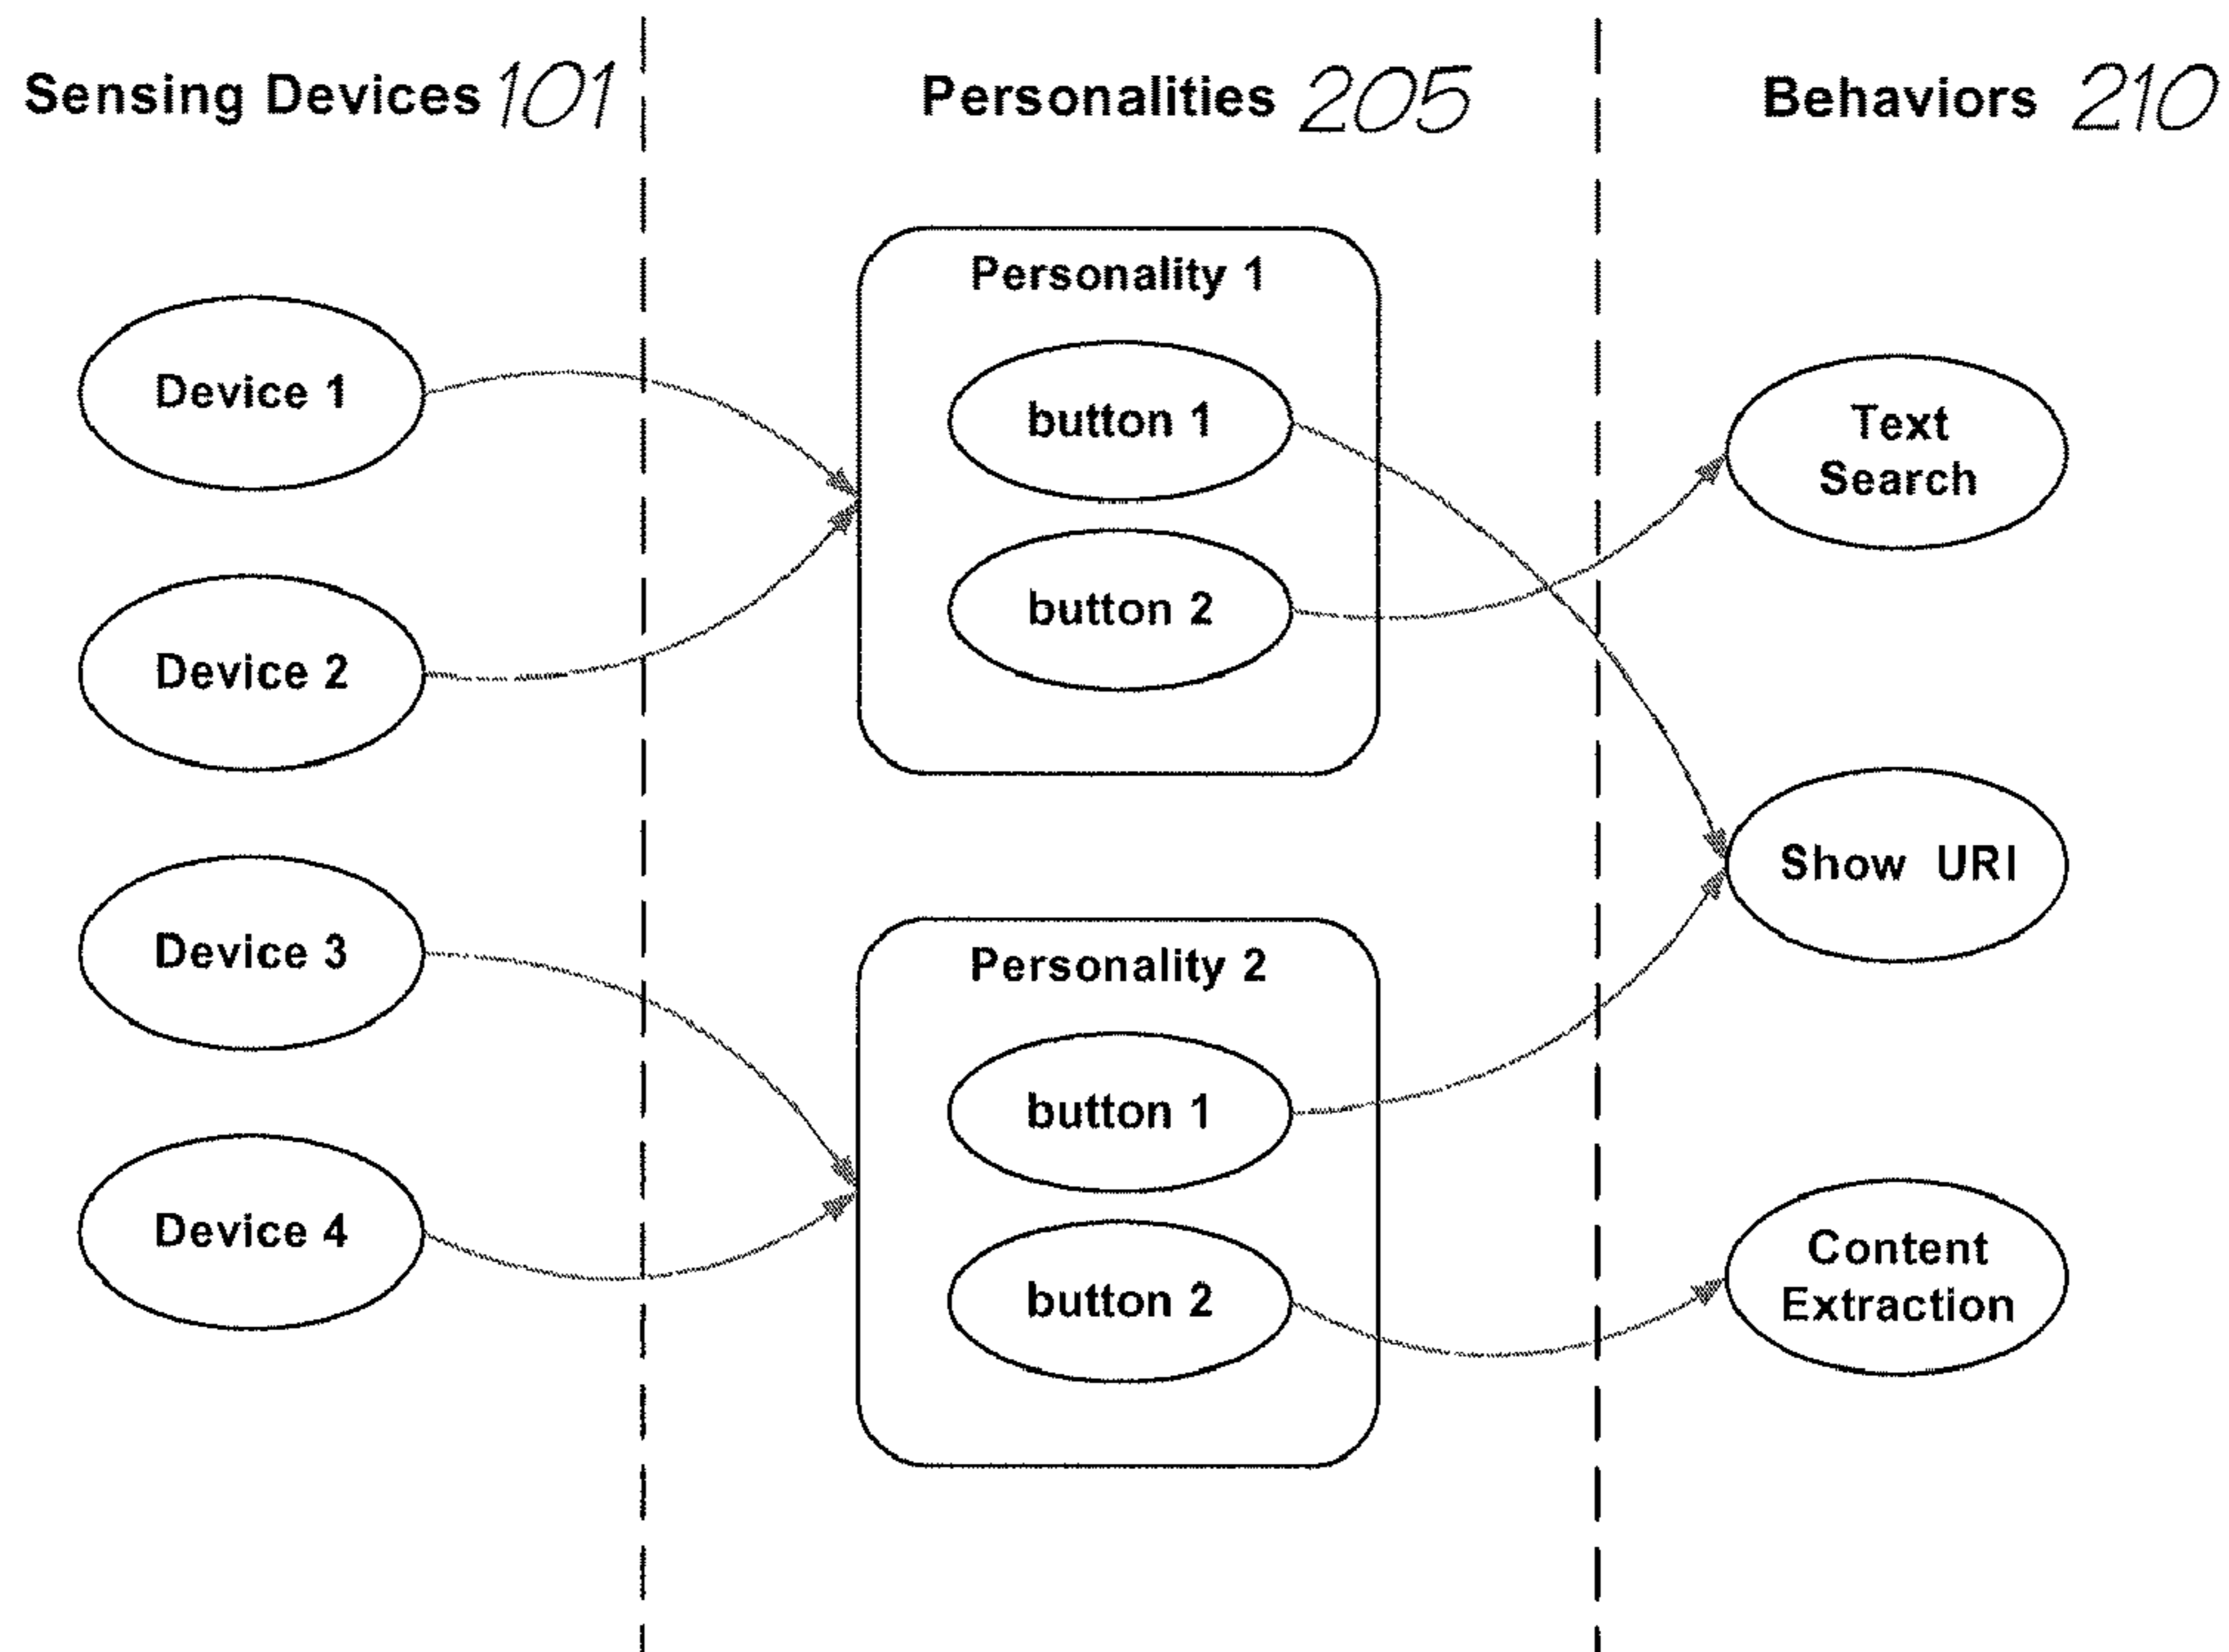 Sensing Devices 101
Personalities 205
Behaviors 210
Device 1
Device 2
Device 3
Device 4
Personality 1
button 1
button 2
Personality 2
button 1
button 2
Text
Search
Show URI
Content
Extraction